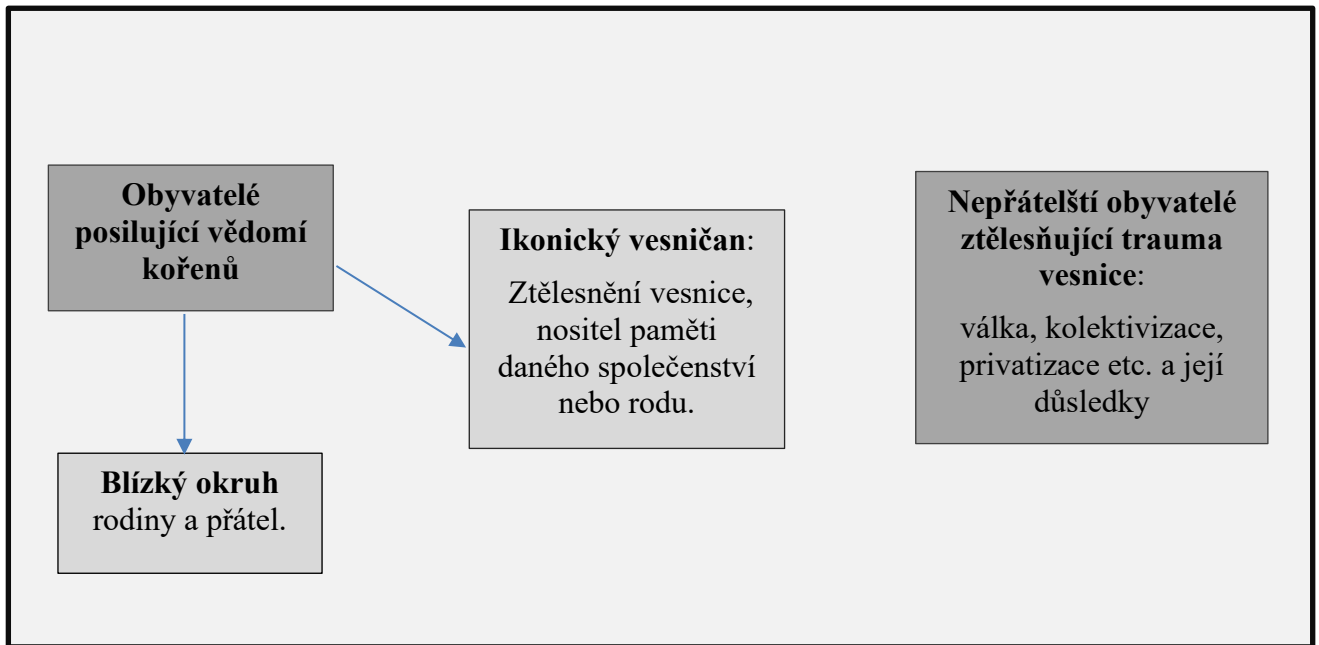 Obyvatelé
posilující vědomí
kořenů
Ikonický vesničan:
Ztělesnění vesnice,
nositel paměti
daného společenství
nebo rodu.
Nepřátelští obyvatelé
ztělesňující trauma
vesnice:
válka, kolektivizace,
privatizace etc. a její
důsledky
Blízký okruh
rodiny a přátel.